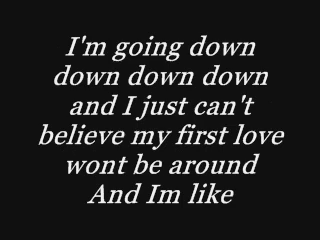 I'm going down
down down down
and I just can't
believe my first love
wont be around
And Im like